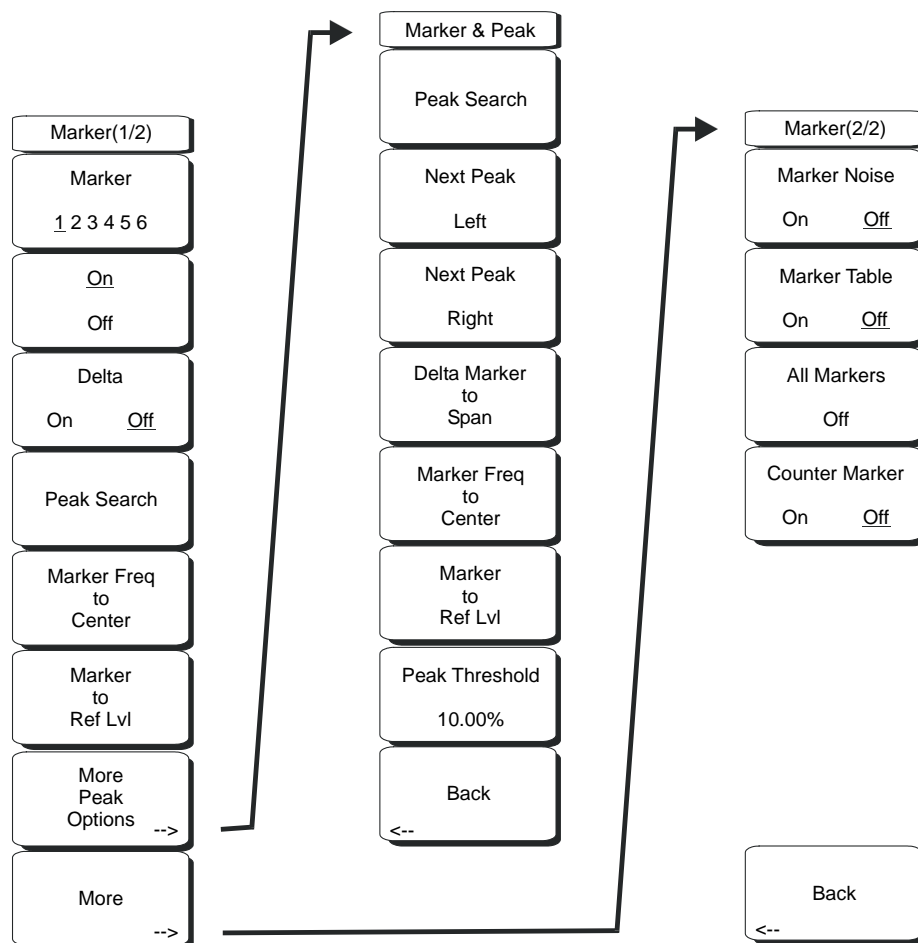 Marker(1/2)
Marker
1 2 3 4 5 6
On
Off
Delta
On Off
Peak Search
Marker Freq
to
Center
Marker
to
Ref Lvl
More
Peak
Options
-->
More
-->
Marker & Peak
Peak Search
Next Peak
Left
Next Peak
Right
Delta Marker
to
Span
Marker Freq
to
Center
Marker
to
Ref Lvl
Peak Threshold
10.00%
Back
<--
Marker(2/2)
Marker Noise
On Off
Marker Table
On Off
All Markers
Off
Counter Marker
On Off
Back
<--